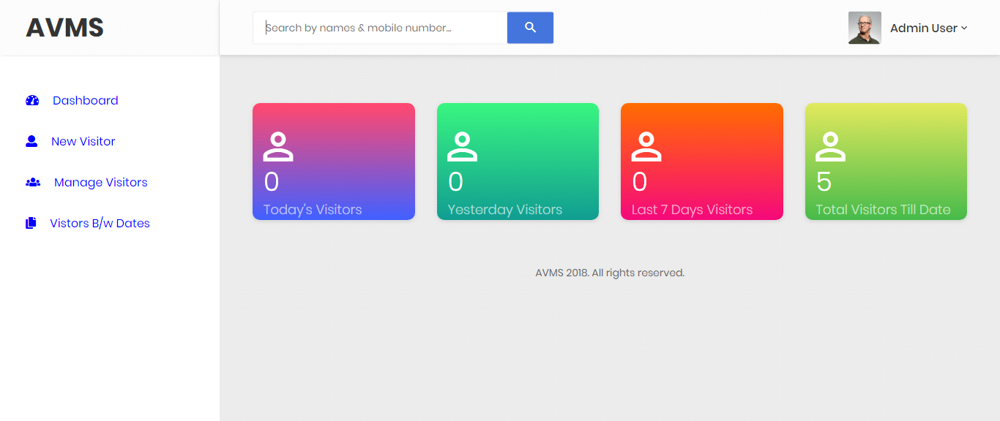 AVMS
Search by names & mobile number...
Admin User
Dashboard
New Visitor
Manage Visitors
Vistors B/w Dates
0
Today's Visitors
0
Yesterday Visitors
0
Last 7 Days Visitors
5
Total Visitors Till Date
AVMS 2018. All rights reserved.